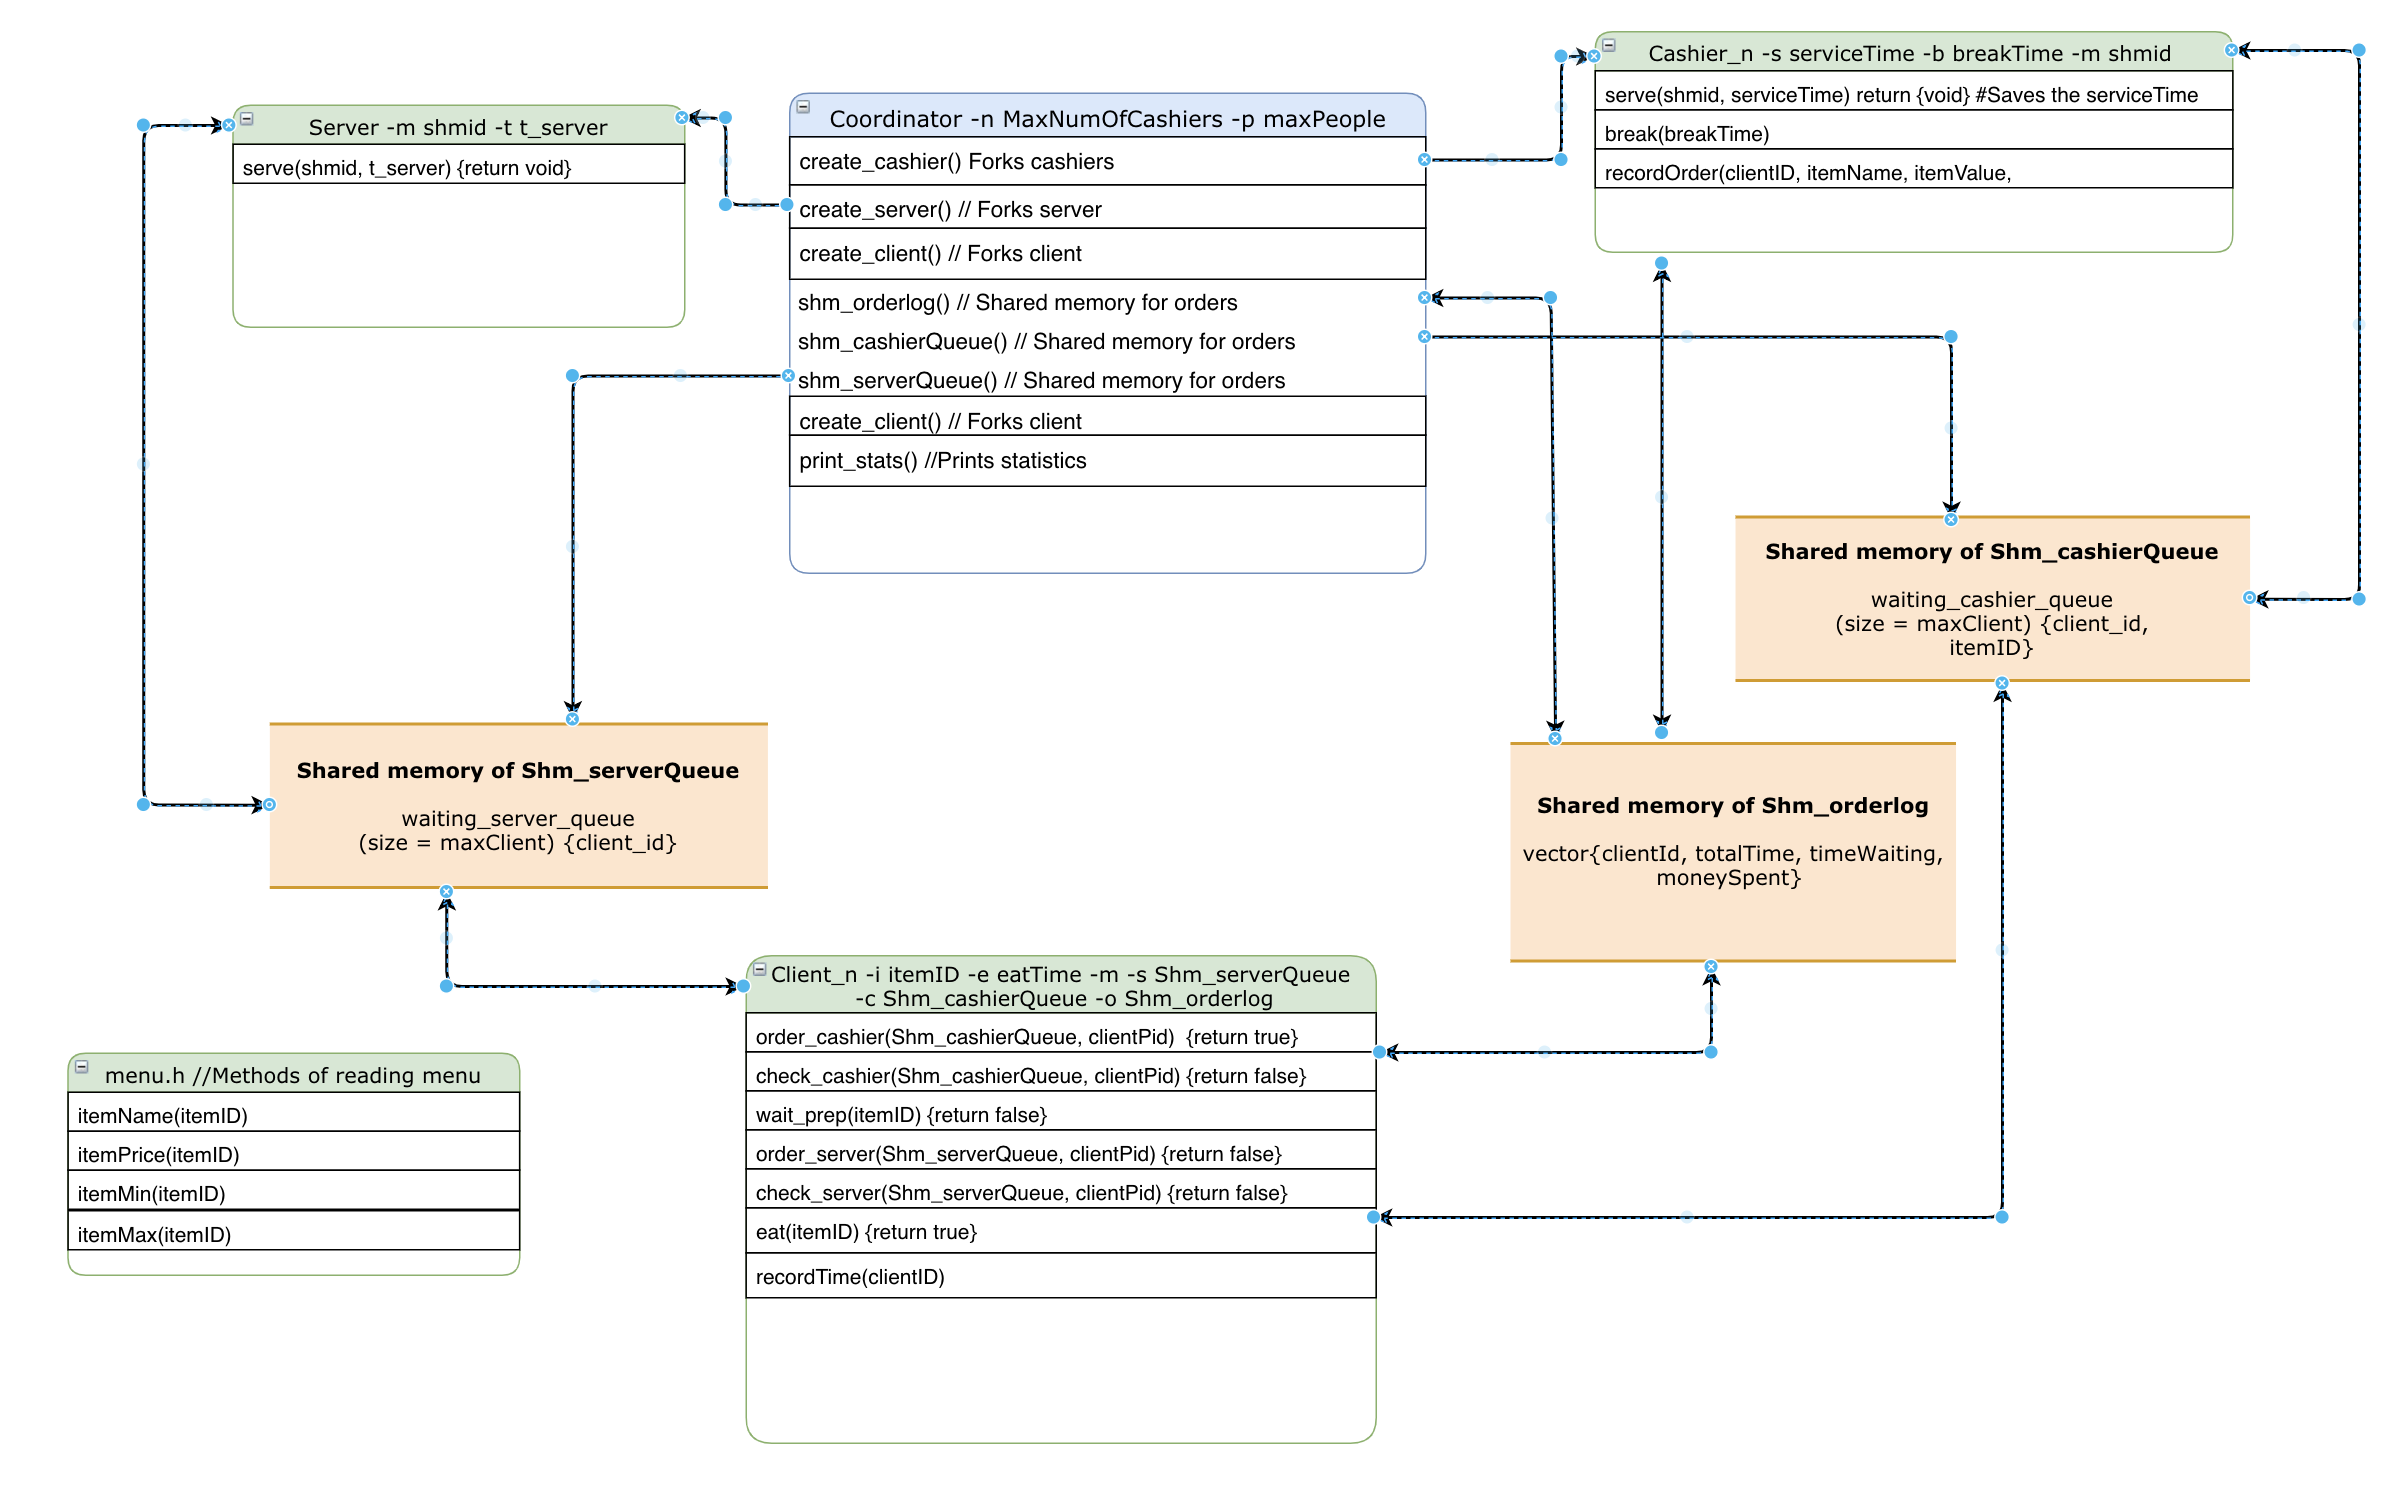 Server -m shmid -t t_server
serve(shmid, t_server) {return void}
Coordinator -n MaxNumOfCashiers -p maxPeople
create_cashier() Forks cashiers
create_server() // Forks server
create_client() // Forks client
shm_orderlog() // Shared memory for orders
shm_cashierQueue() // Shared memory for orders
shm_serverQueue() // Shared memory for orders
create_client() // Forks client
print_stats() //Prints statistics
Cashier_n -s serviceTime -b breakTime -m shmid
serve(shmid, serviceTime) return {void} #Saves the serviceTime
break(breakTime)
recordOrder(clientID, itemName, itemValue,
Shared memory of Shm_cashierQueue
waiting_cashier_queue
(size = maxClient) {client_id,
itemID}
Shared memory of Shm_serverQueue
waiting_server_queue
(size = maxClient) {client_id}
Shared memory of Shm_orderlog
vector{clientId, totalTime, timeWaiting,
moneySpent}
Client_n -i itemID -e eatTime -m -s Shm_serverQueue
-c Shm_cashierQueue -o Shm_orderlog
order_cashier(Shm_cashierQueue, clientPid)  {return true}
check_cashier(Shm_cashierQueue, clientPid) {return false}
wait_prep(itemID) {return false}
order_server(Shm_serverQueue, clientPid) {return false}
check_server(Shm_serverQueue, clientPid) {return false}
eat(itemID) {return true}
recordTime(clientID)
menu.h //Methods of reading menu
itemName(itemID)
itemPrice(itemID)
itemMin(itemID)
itemMax(itemID)